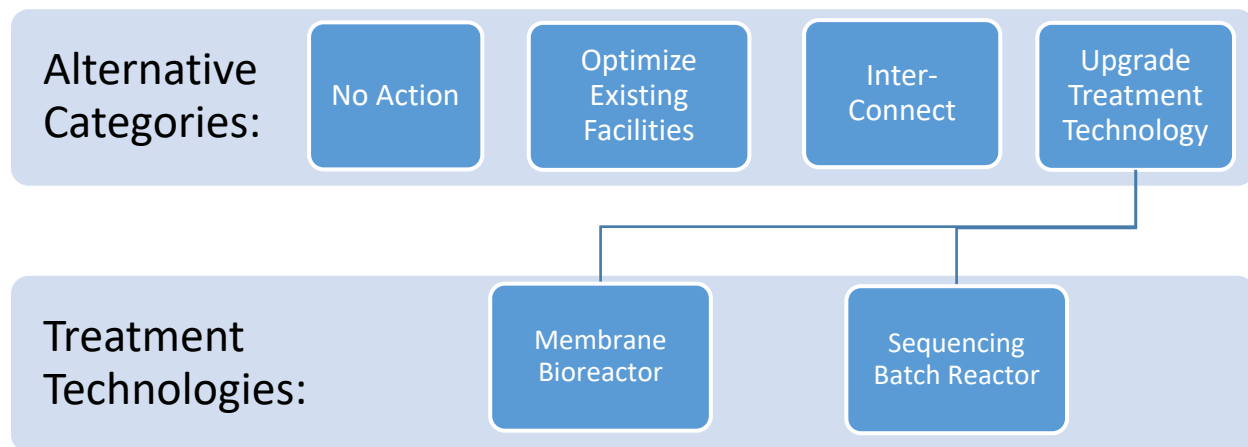 Alternative
Categories:
No Action
Optimize
Existing
Facilities
Inter-
Connect
Upgrade
Treatment
Technology
Treatment
Technologies:
Membrane
Bioreactor
Sequencing
Batch Reactor